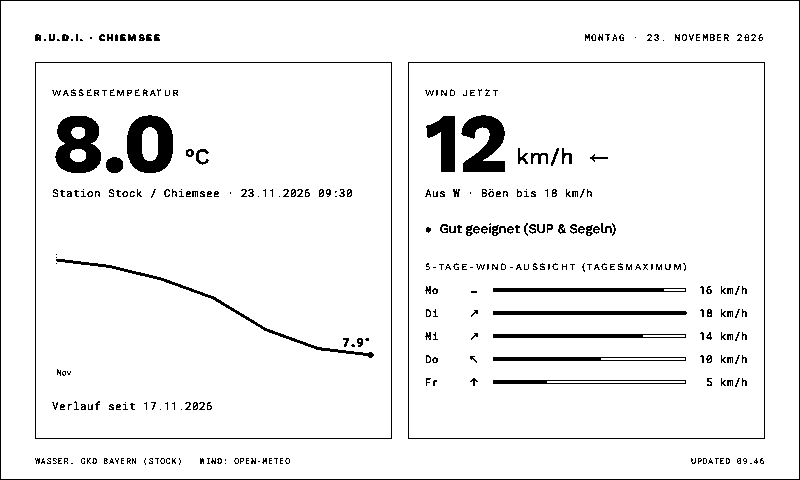 R.U.D.I. · CHIEMSEE
MONTAG · 23. NOVEMBER 2026
WASSERTEMPERATUR
8.0 °C
Station Stock / Chiemsee · 23.11.2026 09:30
7.9°
Nov
Verlauf seit 17.11.2026
WIND JETZT
12 km/h ←
Aus W · Böen bis 18 km/h
• Gut geeignet (SUP & Segeln)
5-TAGE-WIND-AUSSICHT (TAGESMAXIMUM)
Mo → 16 km/h
Di ↗ 18 km/h
Mi ↗ 14 km/h
Do ↖ 10 km/h
Fr ↑ 5 km/h
WASSER: GKD BAYERN (STOCK) WIND: OPEN-METEO
UPDATED 09:46